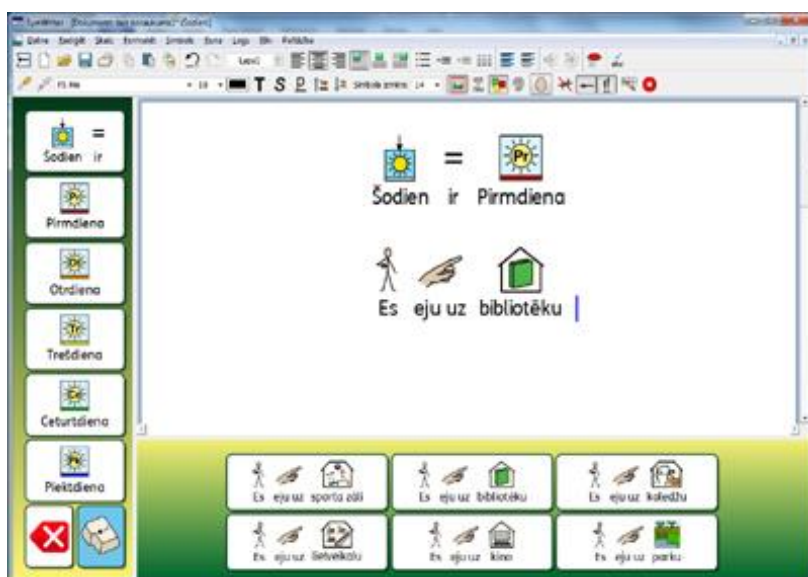 Šodien ir
Pirmdiena
Otrdiena
Trešdiena
Ceturtdiena
Piektdiena
Šodien ir Pirmdiena
Es eju uz bibliotēku
Es eju uz sporta zāli
Es eju uz bibliotēku
Es eju uz koledžu
Es eju uz lielveikalu
Es eju uz kino
Es eju uz parku